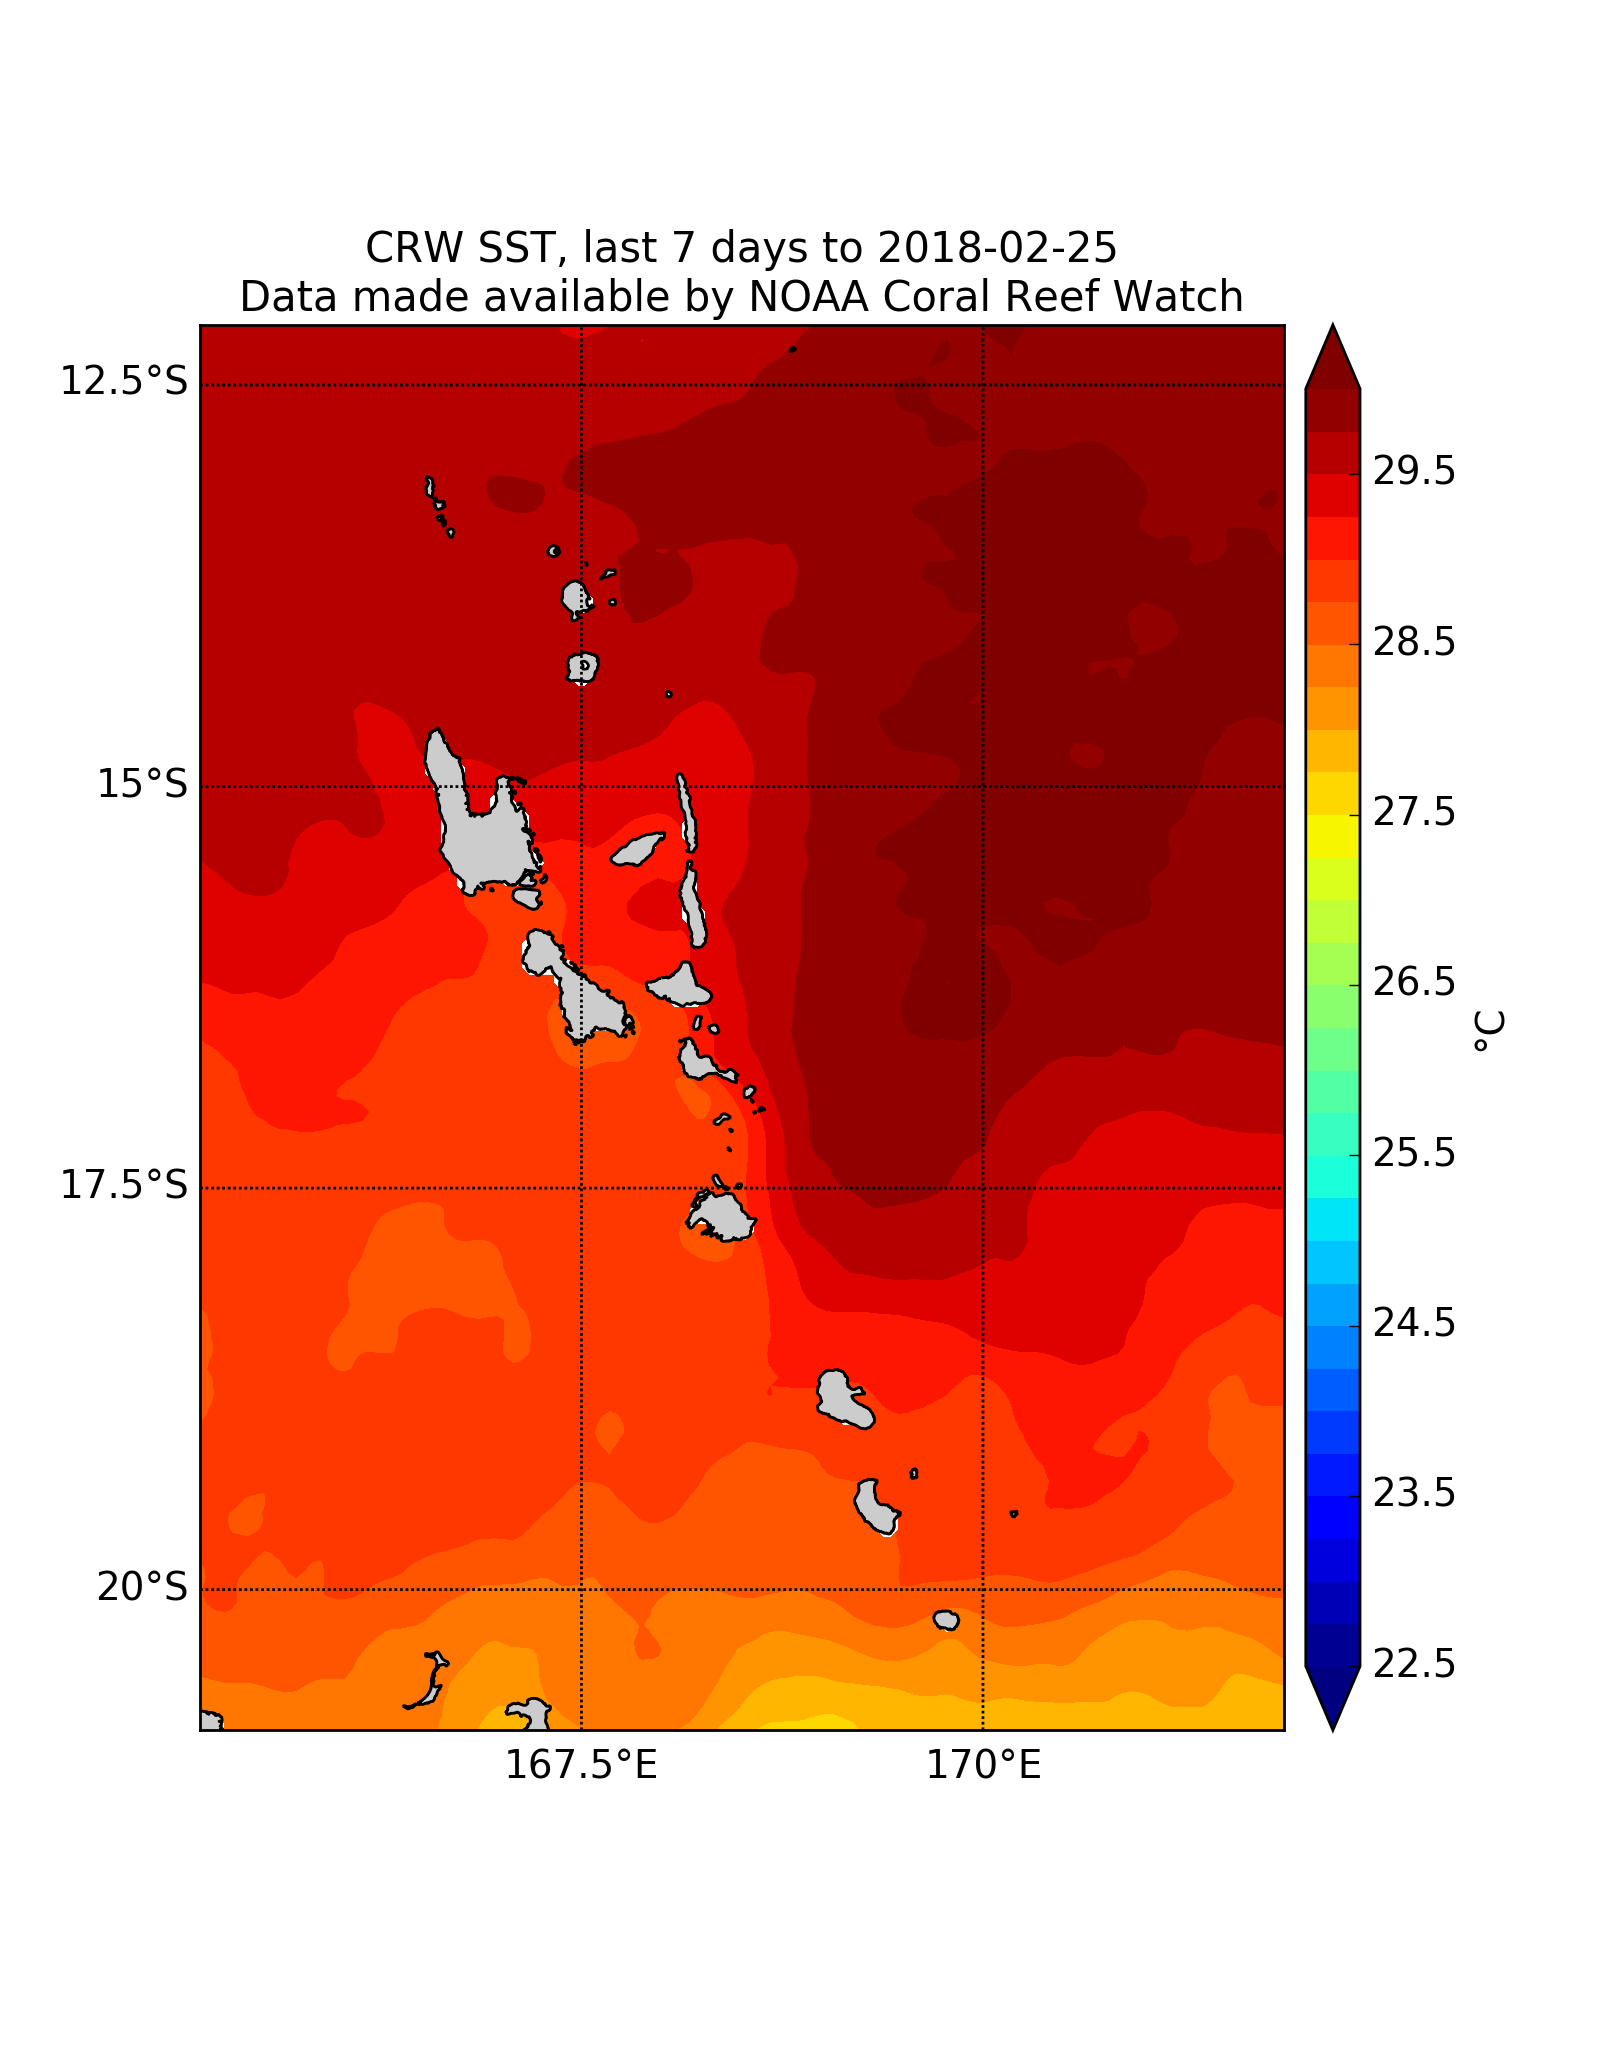 CRW SST, last 7 days to 2018-02-25
Data made available by NOAA Coral Reef Watch
12.5°S
15°S
17.5°S
20°S
167.5°E
170°E
29.5
28.5
27.5
26.5
25.5
24.5
23.5
22.5
°C